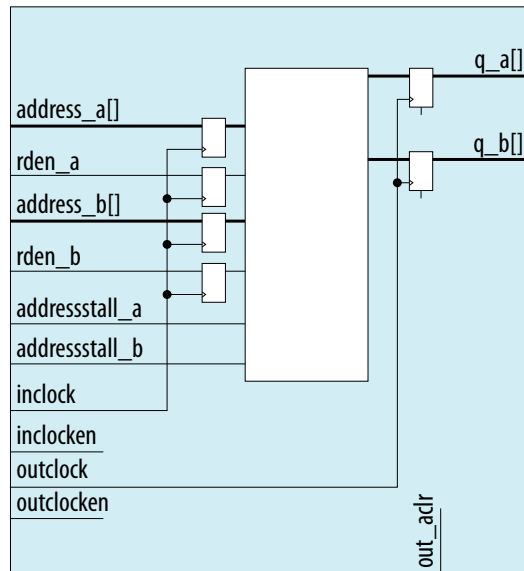 q_a[]
address_a[]
q_b[]
rden_a
address_b[]
rden_b
addressstall_a
addressstall_b
inclock
inclocken
outclock
outclocken
out_aclr